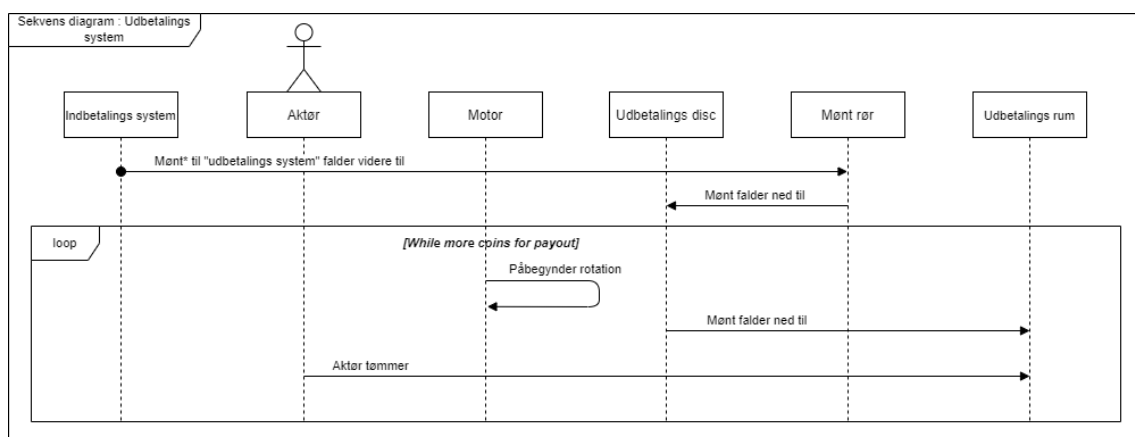 Sekvens diagram : Udbetalings
system
Indbetalings system
Aktør
Motor
Udbetalings disc
Mønt rør
Udbetalings rum
Mønt* til "udbetalings system" falder videre til
Mønt falder ned til
loop
[While more coins for payout]
Påbegynder rotation
Mønt falder ned til
Aktør tømmer